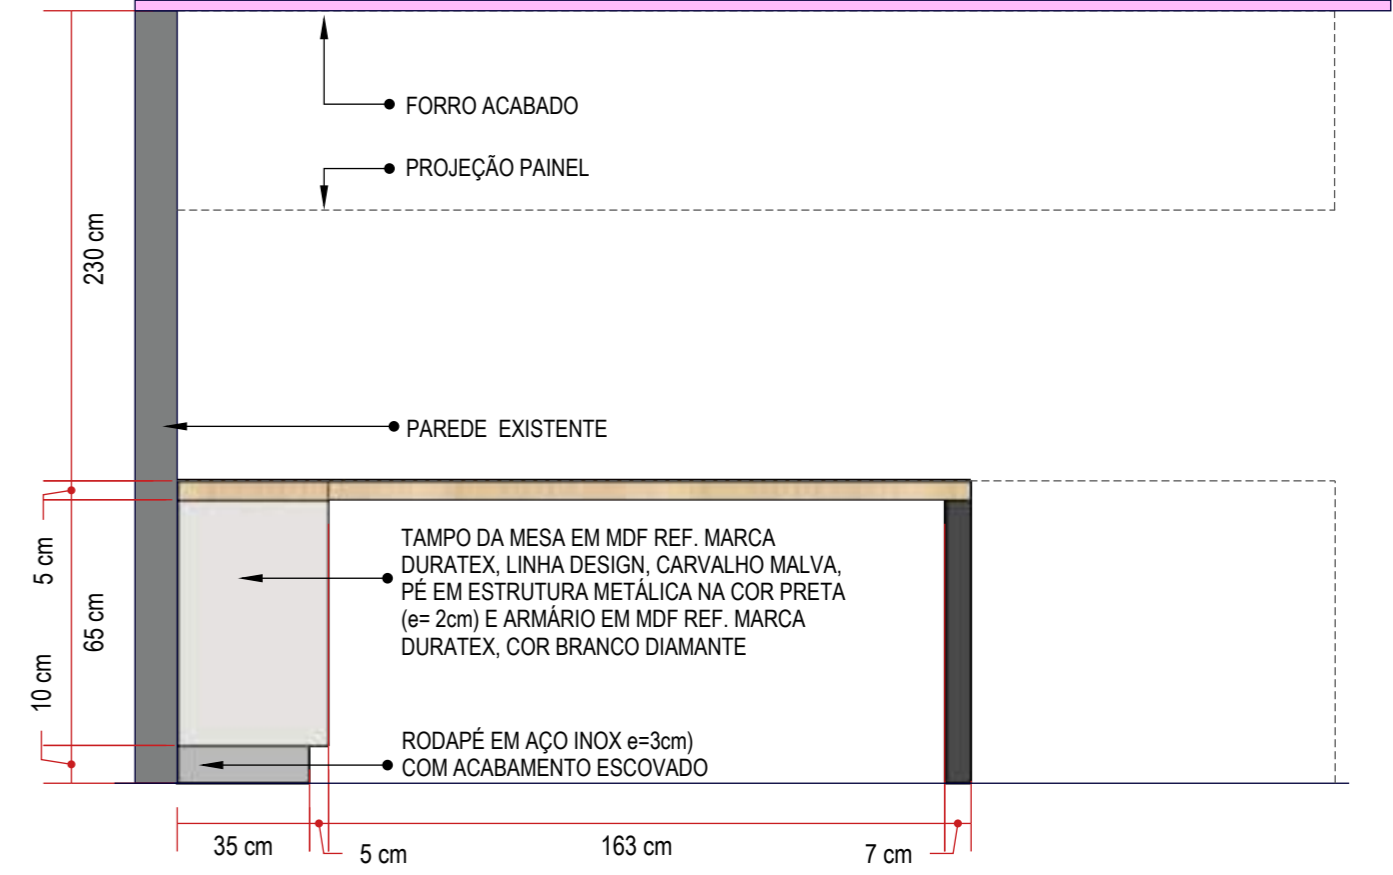 FORRO ACABADO
PROJEÇÃO PAINEL
230 cm
PAREDE  EXISTENTE
5 cm
65 cm
10 cm
TAMPO DA MESA EM MDF REF. MARCA
DURATEX, LINHA DESIGN, CARVALHO MALVA,
PÉ EM ESTRUTURA METÁLICA NA COR PRETA
(e= 2cm) E ARMÁRIO EM MDF REF. MARCA
DURATEX, COR BRANCO DIAMANTE
RODAPÉ EM AÇO INOX e=3cm)
COM ACABAMENTO ESCOVADO
35 cm
5 cm
163 cm
7 cm